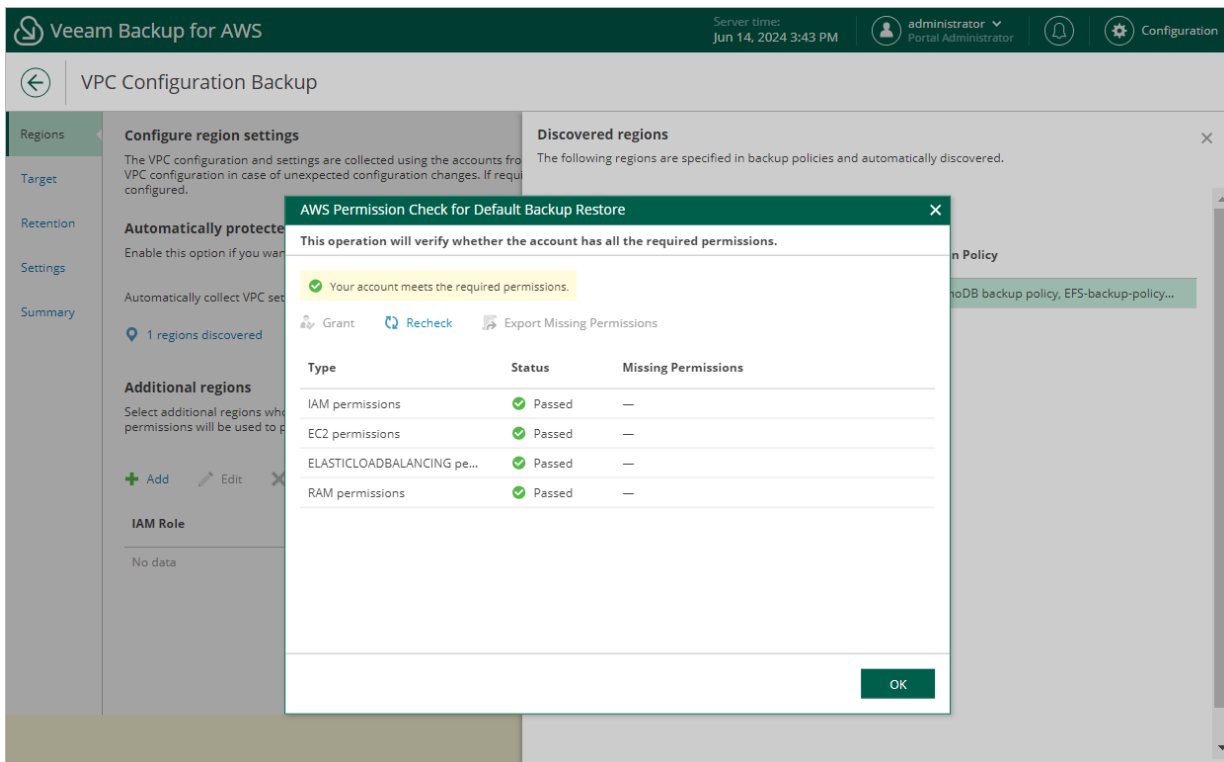 Veeam Backup for AWS
Server time:
Jun 14, 2024 3:43 PM
administrator
Portal Administrator
Configuration
VPC Configuration Backup
Regions
Target
Retention
Settings
Summary
Configure region settings
The VPC configuration and settings are collected using the accounts fro
VPC configuration in case of unexpected configuration changes. If requi
configured.
Automatically protecte
Enable this option if you wan
Automatically collect VPC set
1 regions discovered
Additional regions
Select additional regions who
permissions will be used to p
Add
Edit
IAM Role
No data
Discovered regions
The following regions are specified in backup policies and automatically discovered.
n Policy
noDB backup policy, EFS-backup-policy...
AWS Permission Check for Default Backup Restore
This operation will verify whether the account has all the required permissions.
Your account meets the required permissions.
Grant Recheck Export Missing Permissions
Type Status Missing Permissions
IAM permissions Passed —
EC2 permissions Passed —
ELASTICLOADBALANCING pe... Passed —
RAM permissions Passed —
OK